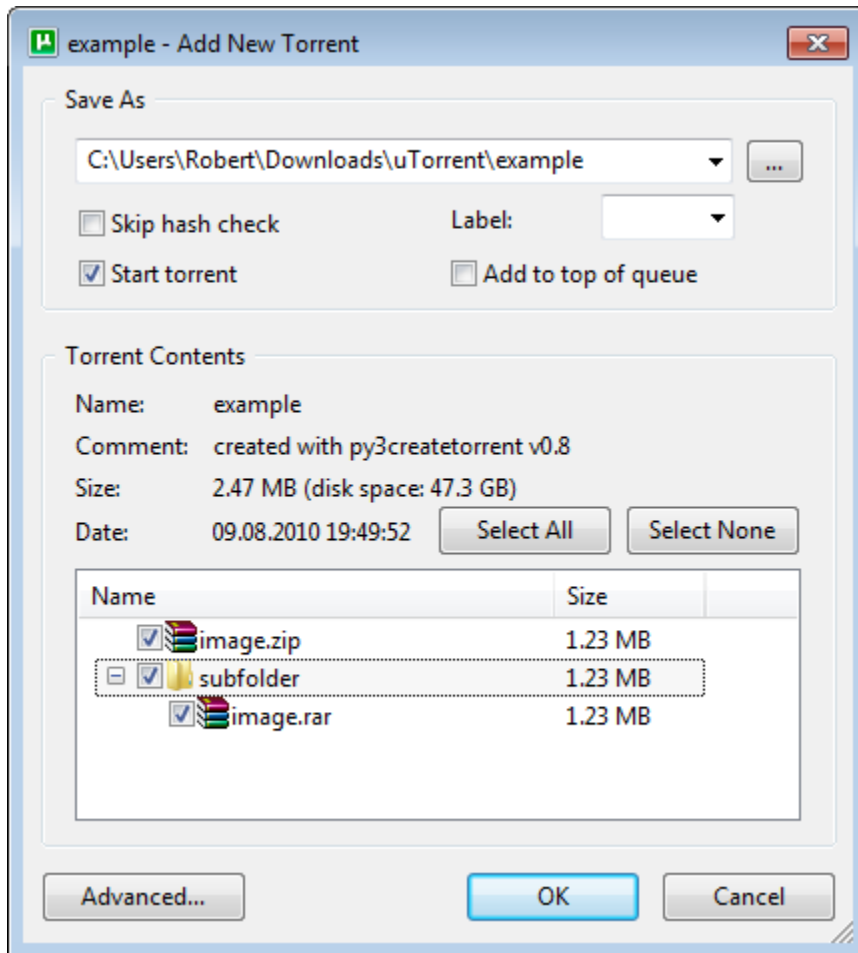 example - Add New Torrent
Save As
C:\Users\Robert\Downloads\uTorrent\example
...
Skip hash check Label:
Start torrent Add to top of queue
Torrent Contents
Name: example
Comment: created with py3createtorrent v0.8
Size: 2.47 MB (disk space: 47.3 GB)
Date: 09.08.2010 19:49:52 Select All Select None
Name Size
image.zip 1.23 MB
subfolder 1.23 MB
image.rar 1.23 MB
Advanced... OK Cancel